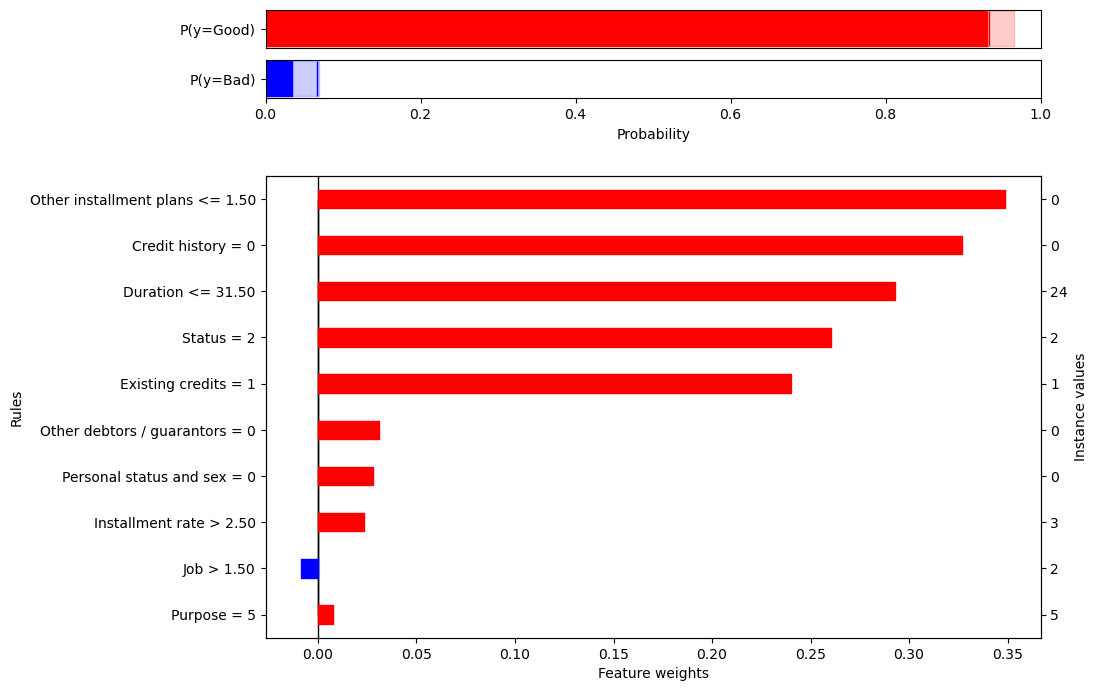 P(y=Good)
P(y=Bad)
0.0 0.2 0.4 0.6 0.8 1.0
Probability
Other installment plans <= 1.50 0
Credit history = 0 0
Duration <= 31.50 24
Status = 2 2
Existing credits = 1 1
Other debtors / guarantors = 0 0
Personal status and sex = 0 0
Installment rate > 2.50 3
Job > 1.50 2
Purpose = 5 5
Rules
Instance values
0.00 0.05 0.10 0.15 0.20 0.25 0.30 0.35
Feature weights